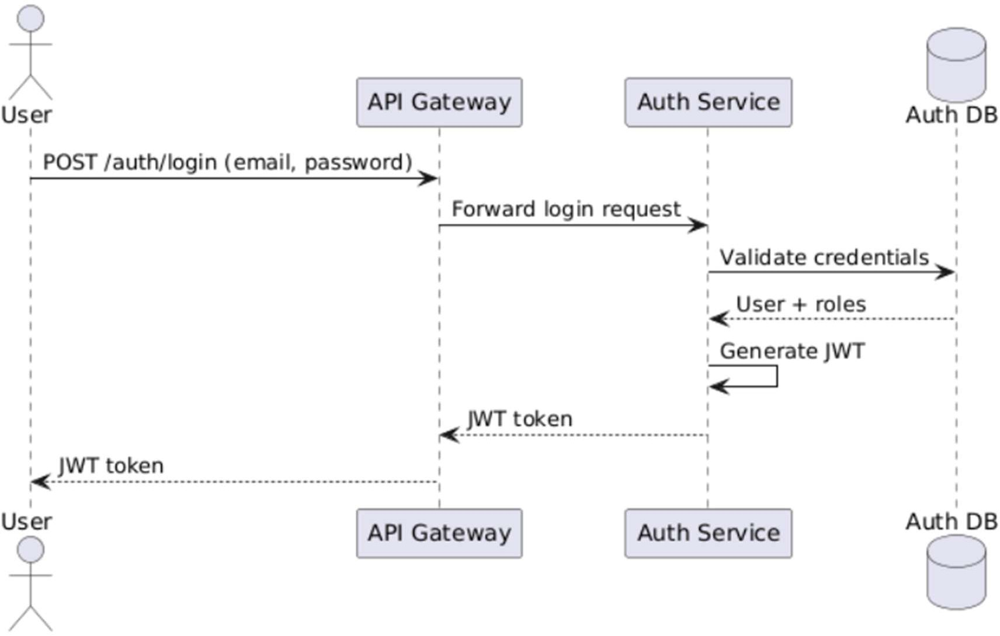 User
API Gateway
Auth Service
Auth DB
POST /auth/login (email, password)
Forward login request
Validate credentials
User + roles
Generate JWT
JWT token
JWT token
User
API Gateway
Auth Service
Auth DB